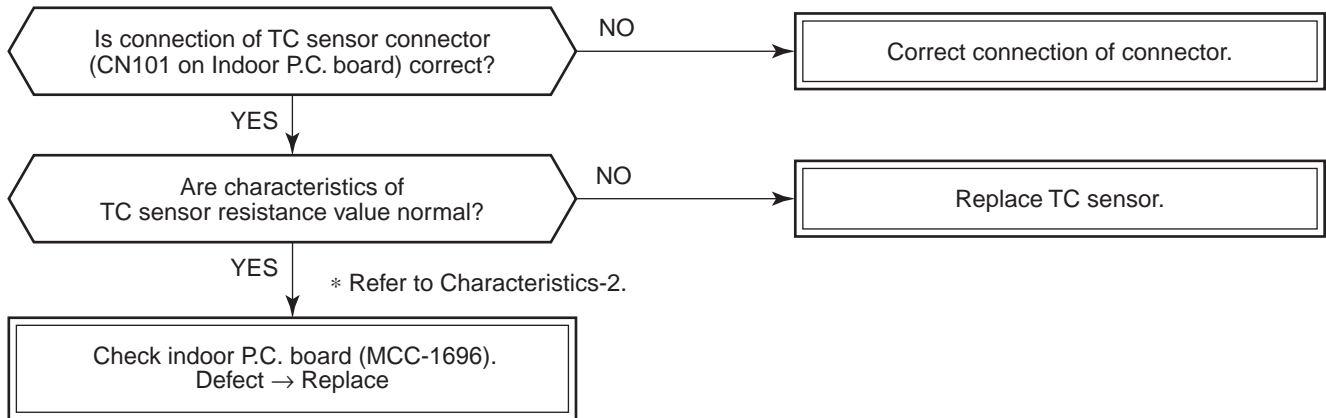 Is connection of TC sensor connector
(CN101 on Indoor P.C. board) correct?
NO
Correct connection of connector.
YES
Are characteristics of
TC sensor resistance value normal?
NO
Replace TC sensor.
YES
* Refer to Characteristics-2.
Check indoor P.C. board (MCC-1696).
Defect → Replace